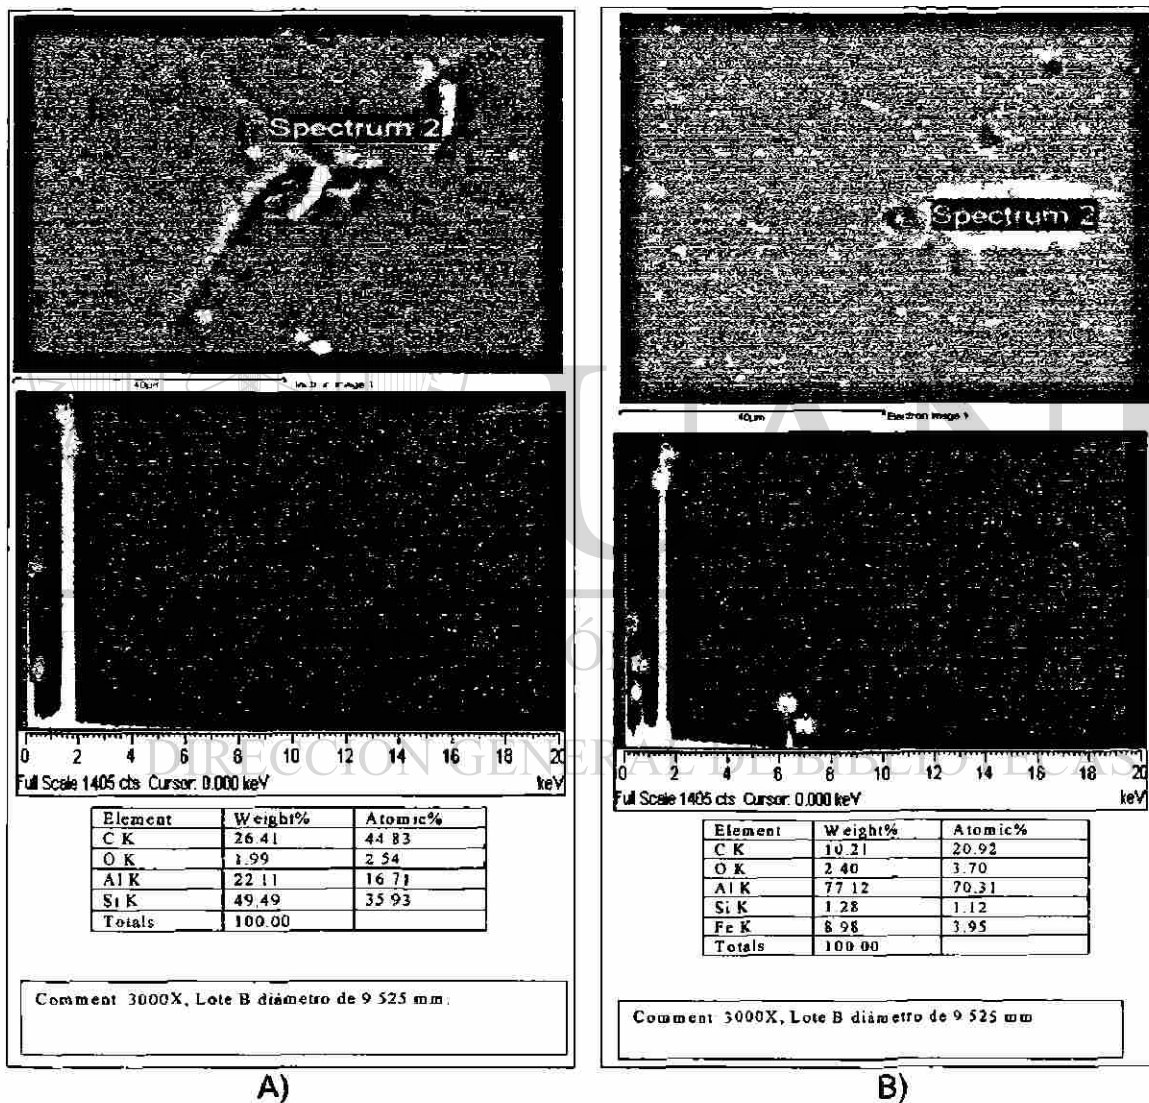 Spectrum 2
40µm
0 2 4 6 8 10 12 14 16 18 20
Full Scale 1405 cts Cursor: 0.000 keV keV
Element Weight% Atomic%
C K 26.41 44 83
O K 1.99 2 54
Al K 22 11 16 71
Si K 49.49 35 93
Totals 100.00
Comment 3000X, Lote B diámetro de 9 525 mm.
A)
Spectrum 2
40µm Electron image 1
0 2 4 6 8 10 12 14 16 18 20
Full Scale 1405 cts Cursor: 0.000 keV keV
Element Weight% Atomic%
C K 10.21 20.92
O K 2 40 3.70
Al K 77 12 70.31
Si K 1.28 1.12
Fe K 8 98 3.95
Totals 100 00
Comment 3000X, Lote B diámetro de 9 525 mm
B)
UANL
DIRECCIÓN GENERAL DE BIBLIOTECAS